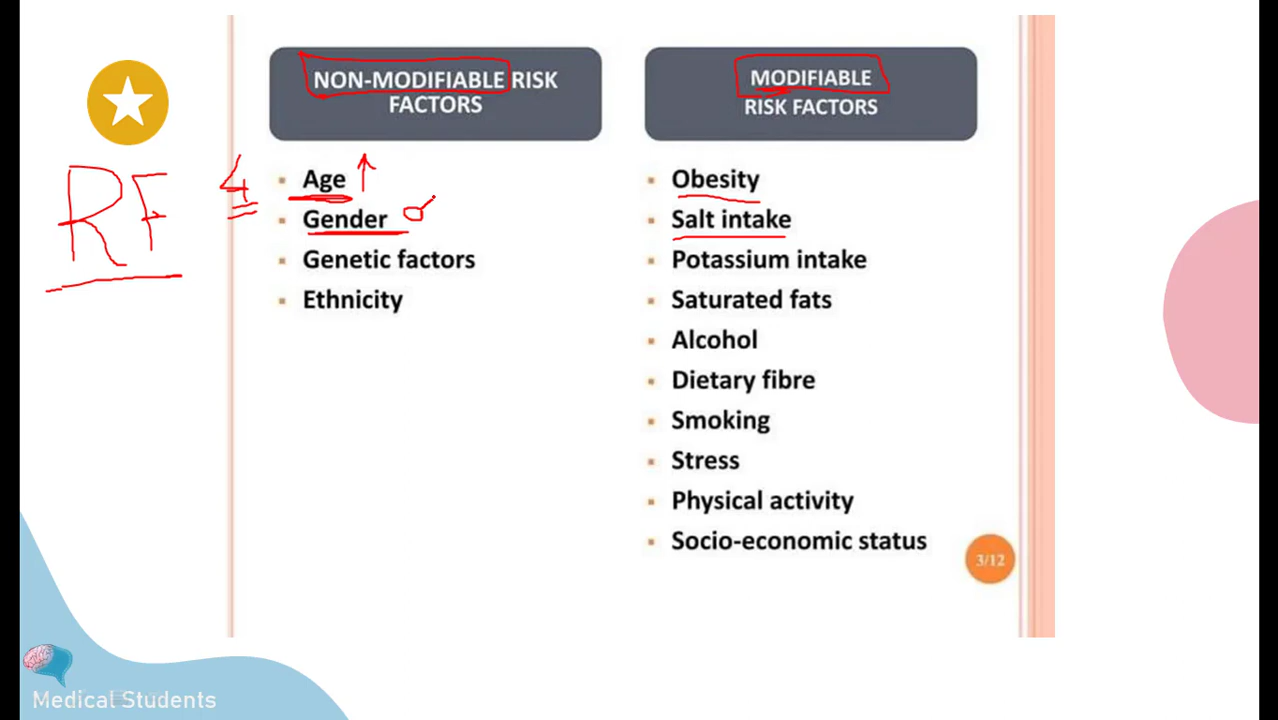 NON-MODIFIABLE RISK
FACTORS
MODIFIABLE
RISK FACTORS
RF
4
Age
Gender
Genetic factors
Ethnicity
Obesity
Salt intake
Potassium intake
Saturated fats
Alcohol
Dietary fibre
Smoking
Stress
Physical activity
Socio-economic status
3/12
Medical Students